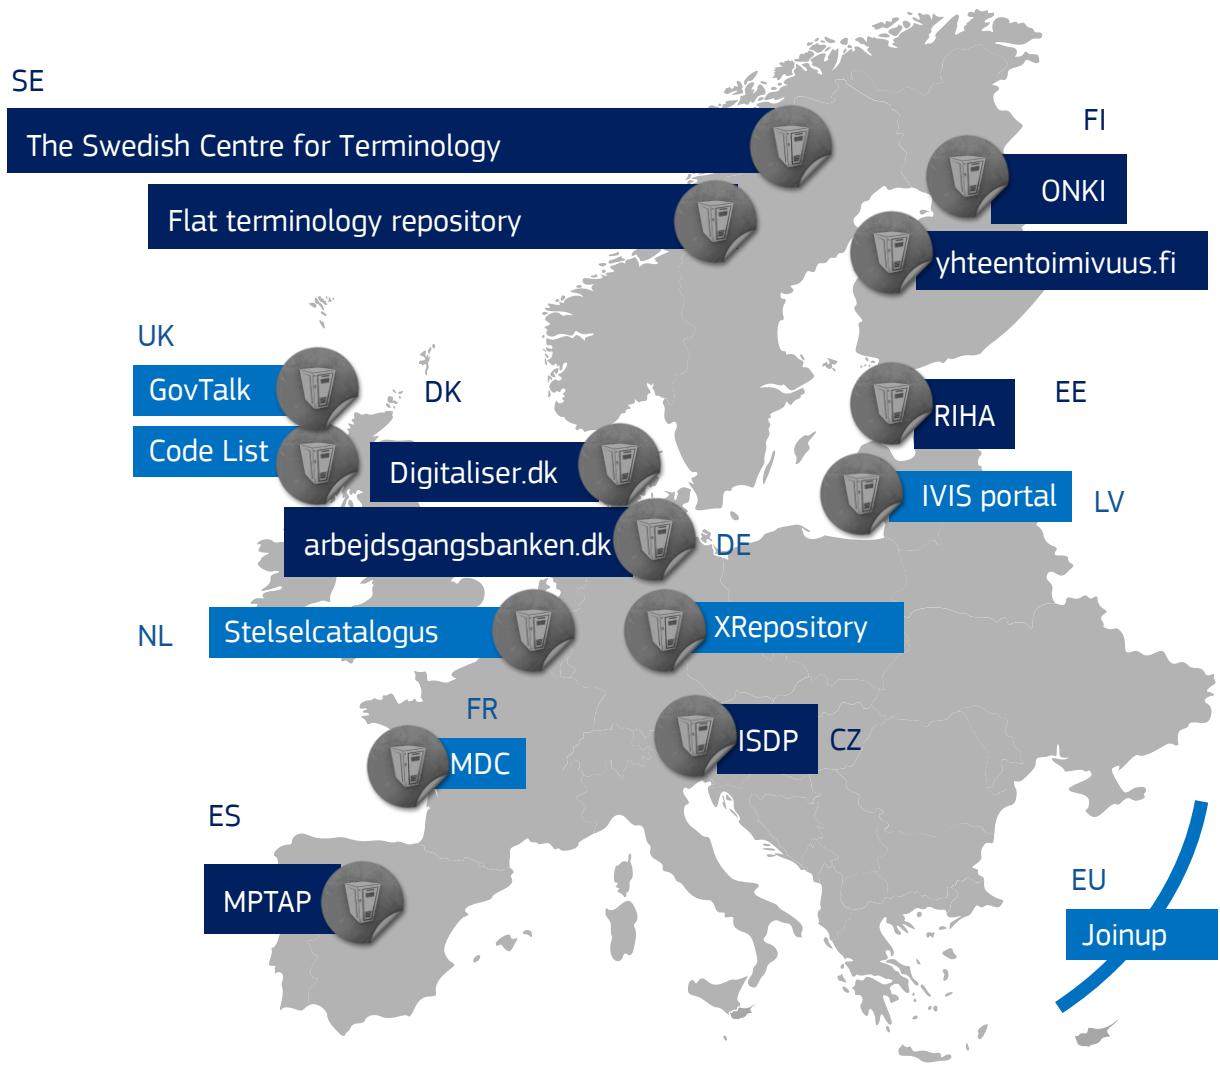 SE
The Swedish Centre for Terminology
Flat terminology repository
FI
ONKI
yhteentoimivuus.fi
UK
GovTalk
Code List
DK
Digitaliser.dk
arbejdsgangsbanken.dk
EE
RIHA
IVIS portal
LV
DE
XRepository
NL
Stelselcatalogus
FR
MDC
ISDP
CZ
ES
MPTAP
EU
Joinup